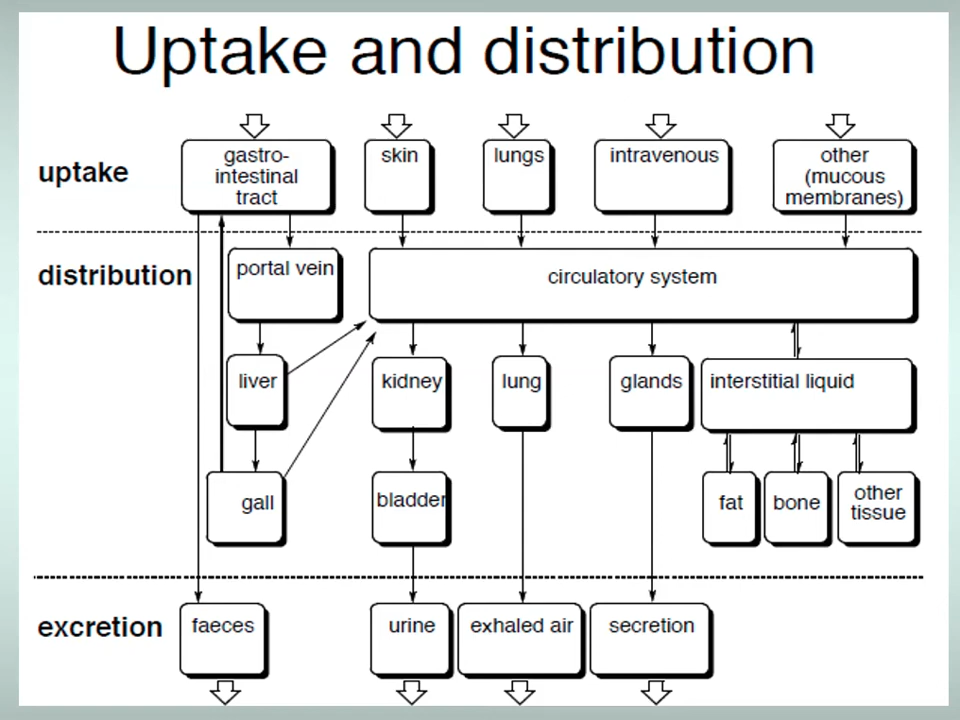 Uptake and distribution
uptake
gastro-
intestinal
tract
skin
lungs
intravenous
other
(mucous
membranes)
distribution
portal vein
circulatory system
liver
kidney
lung
glands
interstitial liquid
gall
bladder
fat
bone
other
tissue
excretion
faeces
urine
exhaled air
secretion